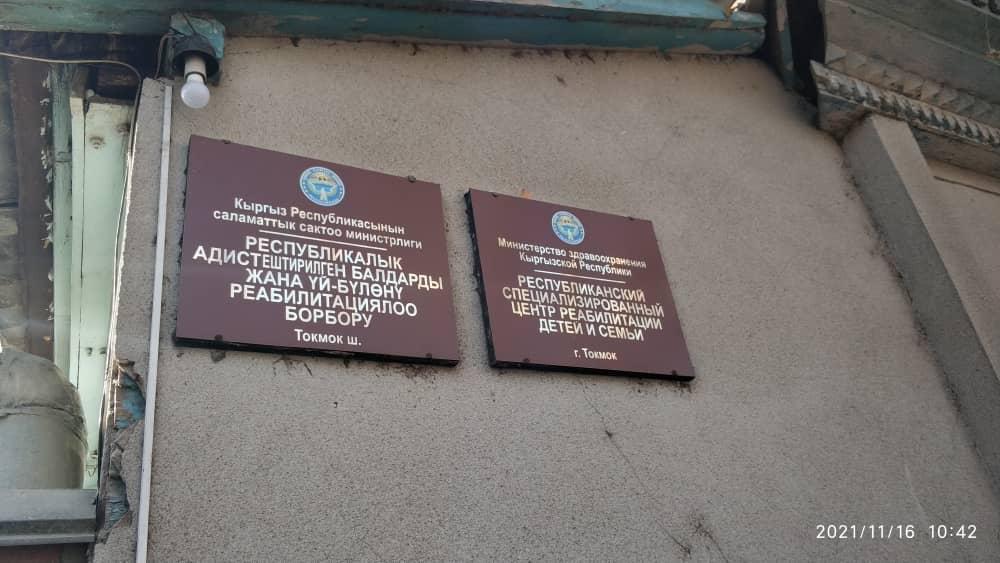 Кыргыз Республикасынын
саламаттык сактоо министрлиги
РЕСПУБЛИКАЛЫК
АДИСТЕШТИРИЛГЕН БАЛДАРДЫ
ЖАНА ҮЙ-БҮЛӨНҮ
РЕАБИЛИТАЦИЯЛОО
БОРБОРУ
Токмок ш.
Министерство здравоохранения
Кыргызской Республики
РЕСПУБЛИКАНСКИЙ
СПЕЦИАЛИЗИРОВАННЫЙ
ЦЕНТР РЕАБИЛИТАЦИИ
ДЕТЕЙ И СЕМЬИ
г. Токмок
2021/11/16 10:42